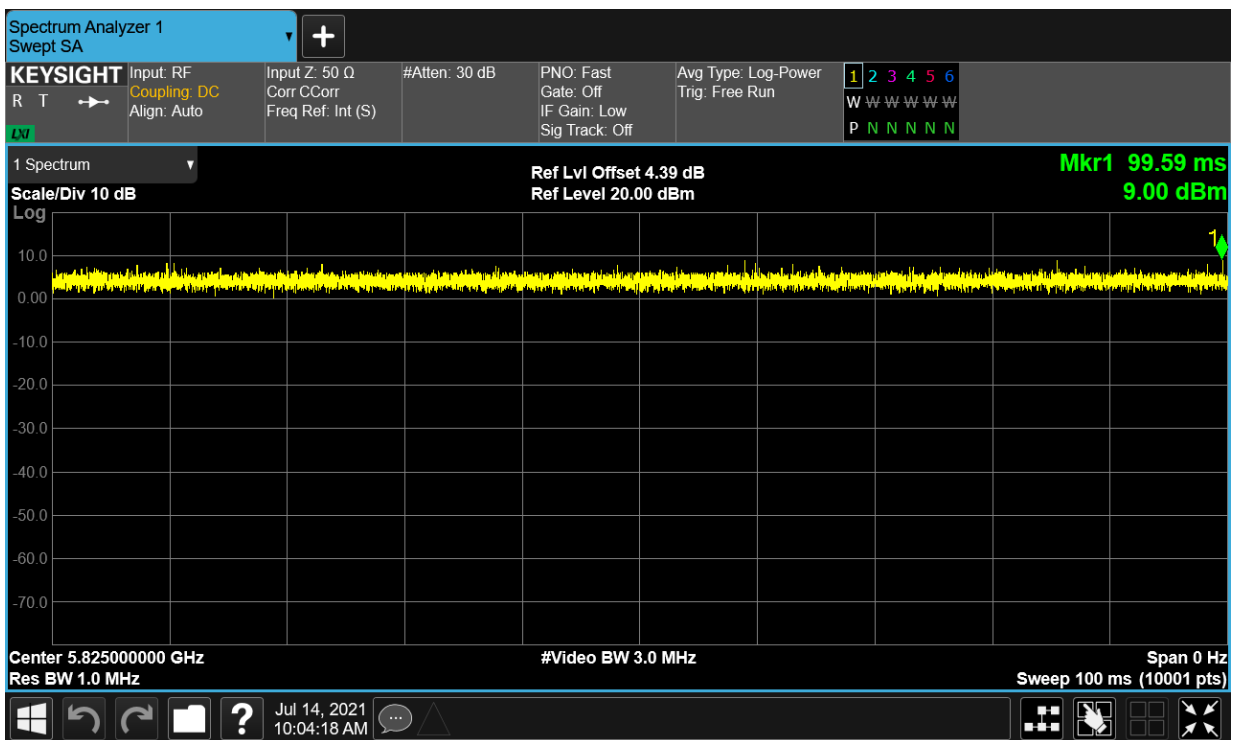 Spectrum Analyzer 1
Swept SA
KEYSIGHT
R T
LXI
Input: RF
Coupling: DC
Align: Auto
Input Z: 50 Ω
Corr CCorr
Freq Ref: Int (S)
#Atten: 30 dB
PNO: Fast
Gate: Off
IF Gain: Low
Sig Track: Off
Avg Type: Log-Power
Trig: Free Run
1 2 3 4 5 6
W W W W W W
P N N N N N
1 Spectrum
Scale/Div 10 dB
Ref Lvl Offset 4.39 dB
Ref Level 20.00 dBm
Mkr1 99.59 ms
9.00 dBm
Log
1
10.0
0.00
-10.0
-20.0
-30.0
-40.0
-50.0
-60.0
-70.0
Center 5.825000000 GHz
#Video BW 3.0 MHz
Span 0 Hz
Res BW 1.0 MHz
Sweep 100 ms (10001 pts)
?
Jul 14, 2021
10:04:18 AM